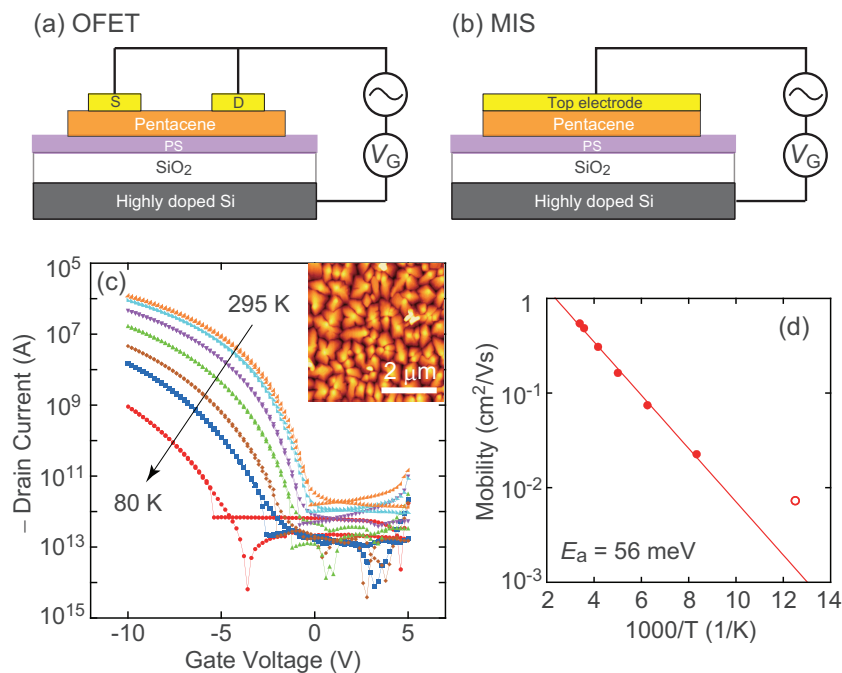 (a) OFET
(b) MIS
S
D
Pentacene
PS
SiO2
Highly doped Si
VG
Top electrode
Pentacene
PS
SiO2
Highly doped Si
VG
(c)
10^5
10^7
10^9
10^11
10^13
10^15
– Drain Current (A)
295 K
80 K
2 μm
-10
-5
0
5
Gate Voltage (V)
(d)
1
10^-1
10^-2
10^-3
Mobility (cm^2/Vs)
Ea = 56 meV
2
4
6
8
10
12
14
1000/T (1/K)